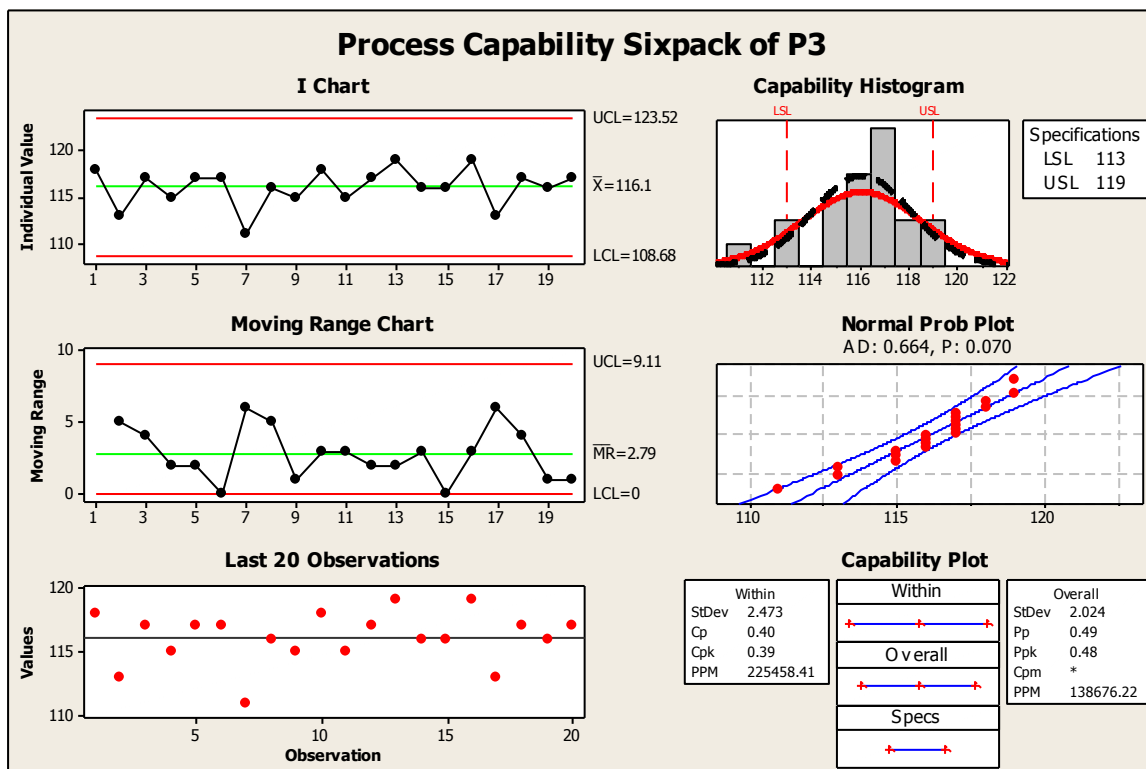 Process Capability Sixpack of P3
I Chart
Individual Value
120
115
110
1 3 5 7 9 11 13 15 17 19
UCL=123.52
X̅=116.1
LCL=108.68
Capability Histogram
LSL USL
112 114 116 118 120 122
Specifications
LSL 113
USL 119
Moving Range Chart
Moving Range
10
5
0
1 3 5 7 9 11 13 15 17 19
UCL=9.11
M̅R̅=2.79
LCL=0
Normal Prob Plot
AD: 0.664, P: 0.070
110 115 120
Last 20 Observations
Values
120
115
110
5 10 15 20
Observation
Capability Plot
Within
StDev 2.473
Cp 0.40
Cpk 0.39
PPM 225458.41
Within
Overall
Specs
Overall
StDev 2.024
Pp 0.49
Ppk 0.48
Cpm *
PPM 138676.22